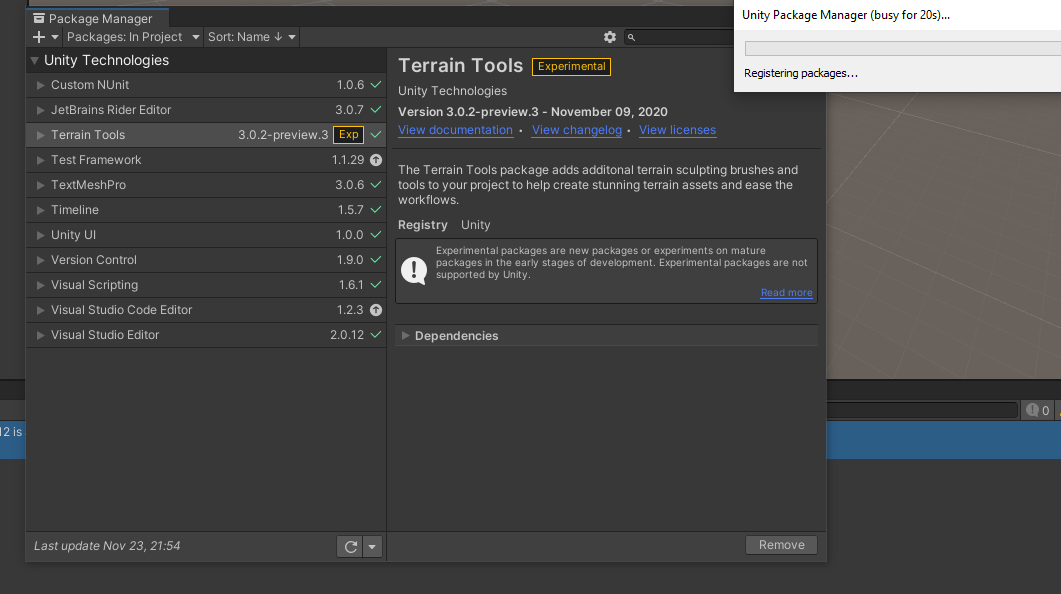 Package Manager
Unity Package Manager (busy for 20s)...
Registering packages...
Packages: In Project
Sort: Name ↓
Unity Technologies
Custom NUnit 1.0.6
JetBrains Rider Editor 3.0.7
Terrain Tools 3.0.2-preview.3 Exp
Test Framework 1.1.29
TextMeshPro 3.0.6
Timeline 1.5.7
Unity UI 1.0.0
Version Control 1.9.0
Visual Scripting 1.6.1
Visual Studio Code Editor 1.2.3
Visual Studio Editor 2.0.12
Last update Nov 23, 21:54
Terrain Tools Experimental
Unity Technologies
Version 3.0.2-preview.3 - November 09, 2020
View documentation • View changelog • View licenses
The Terrain Tools package adds additonal terrain sculpting brushes and
tools to your project to help create stunning terrain assets and ease the
workflows.
Registry Unity
Experimental packages are new packages or experiments on mature
packages in the early stages of development. Experimental packages are not
supported by Unity.
Read more
Dependencies
Remove
0
12 is